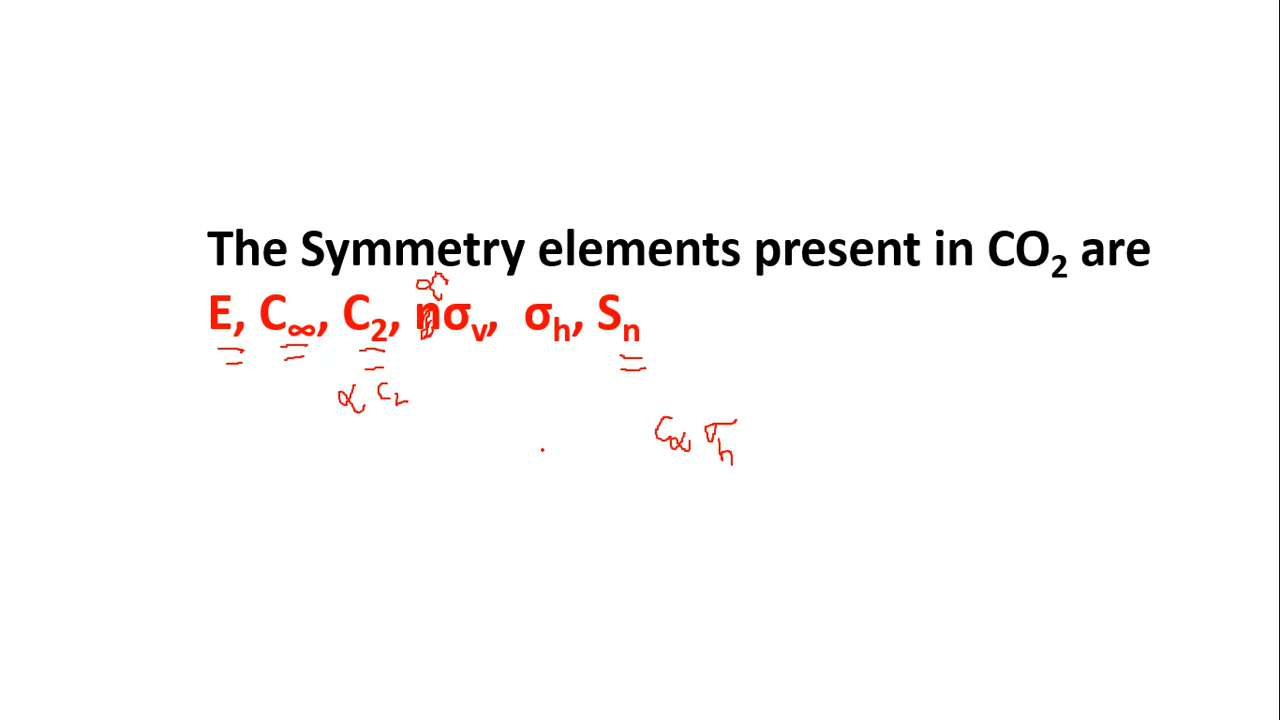 The Symmetry elements present in CO₂ are
∝
E, C∞, C₂, nσᵥ, σₕ, Sₙ
∝ C₂
C∝ σₕ